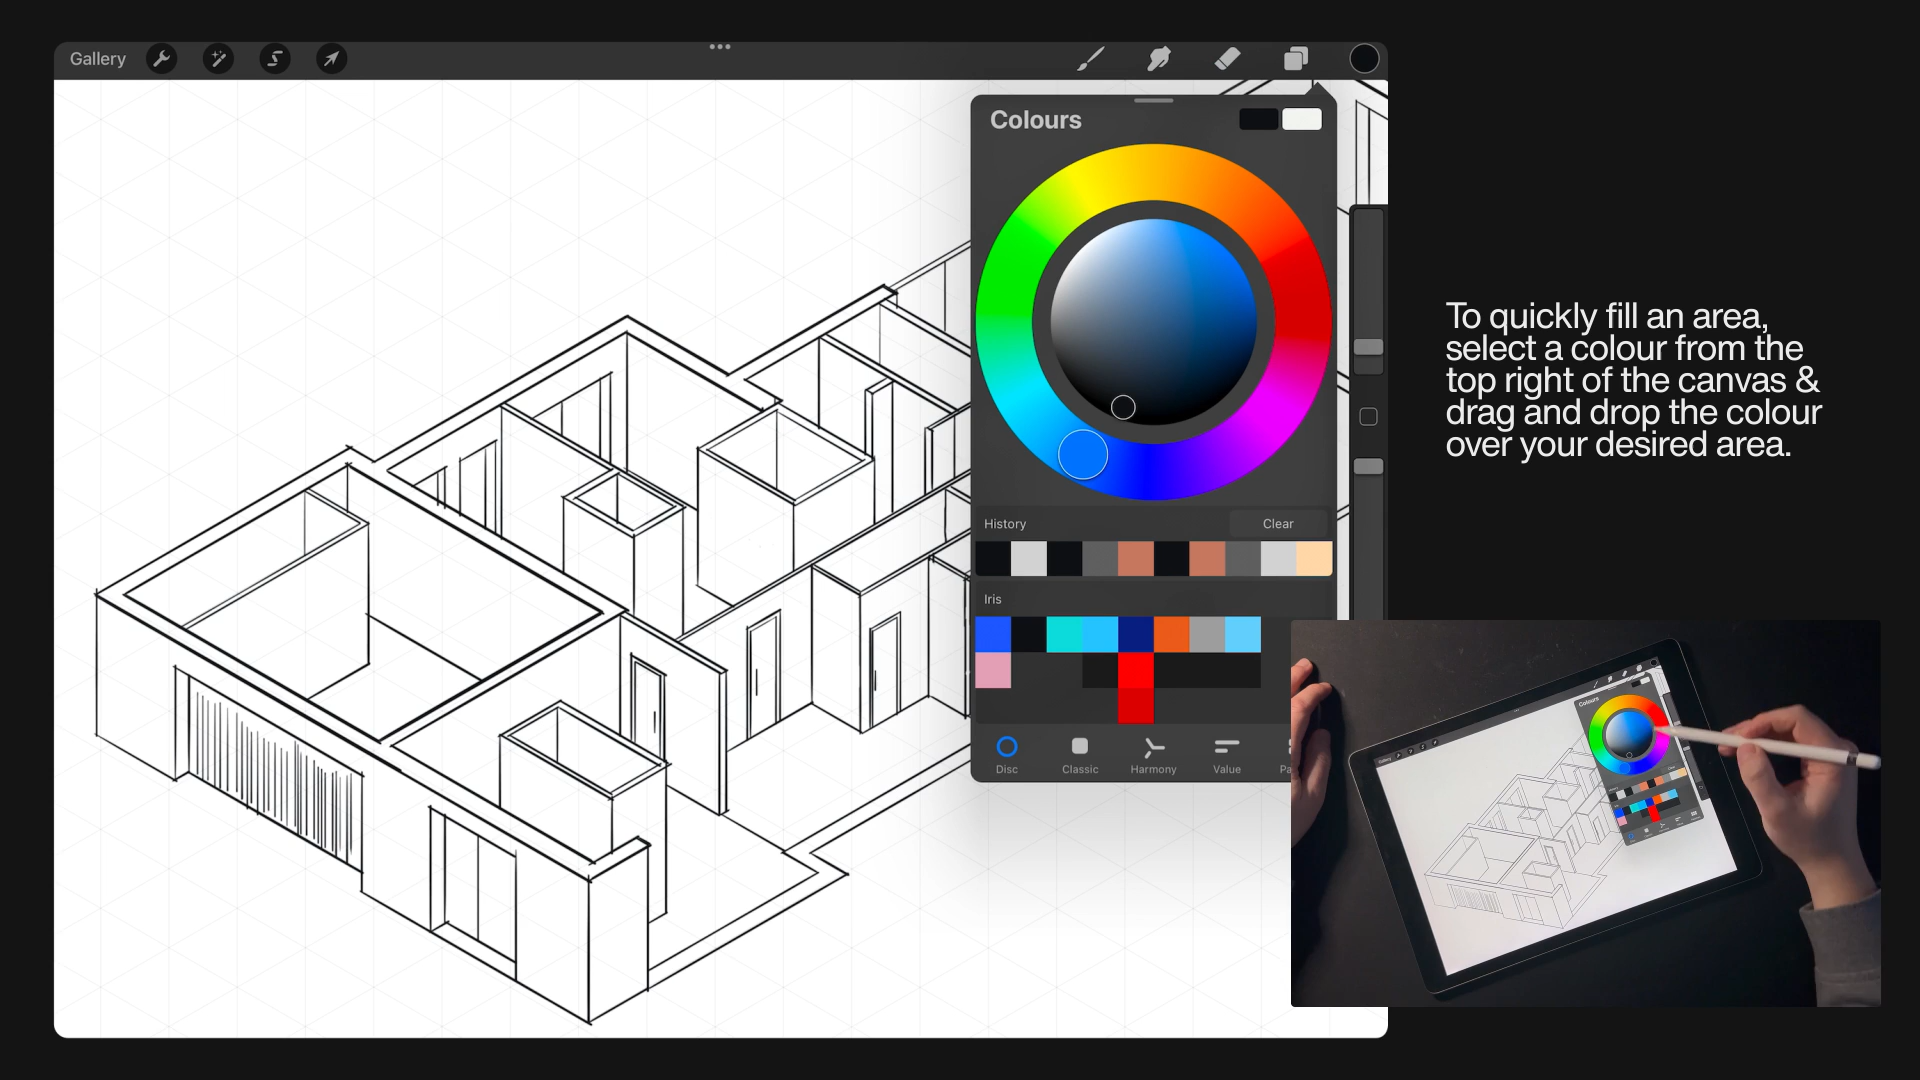 Gallery
Colours
History
Clear
Iris
Disc
Classic
Harmony
Value
To quickly fill an area,
select a colour from the
top right of the canvas &
drag and drop the colour
over your desired area.